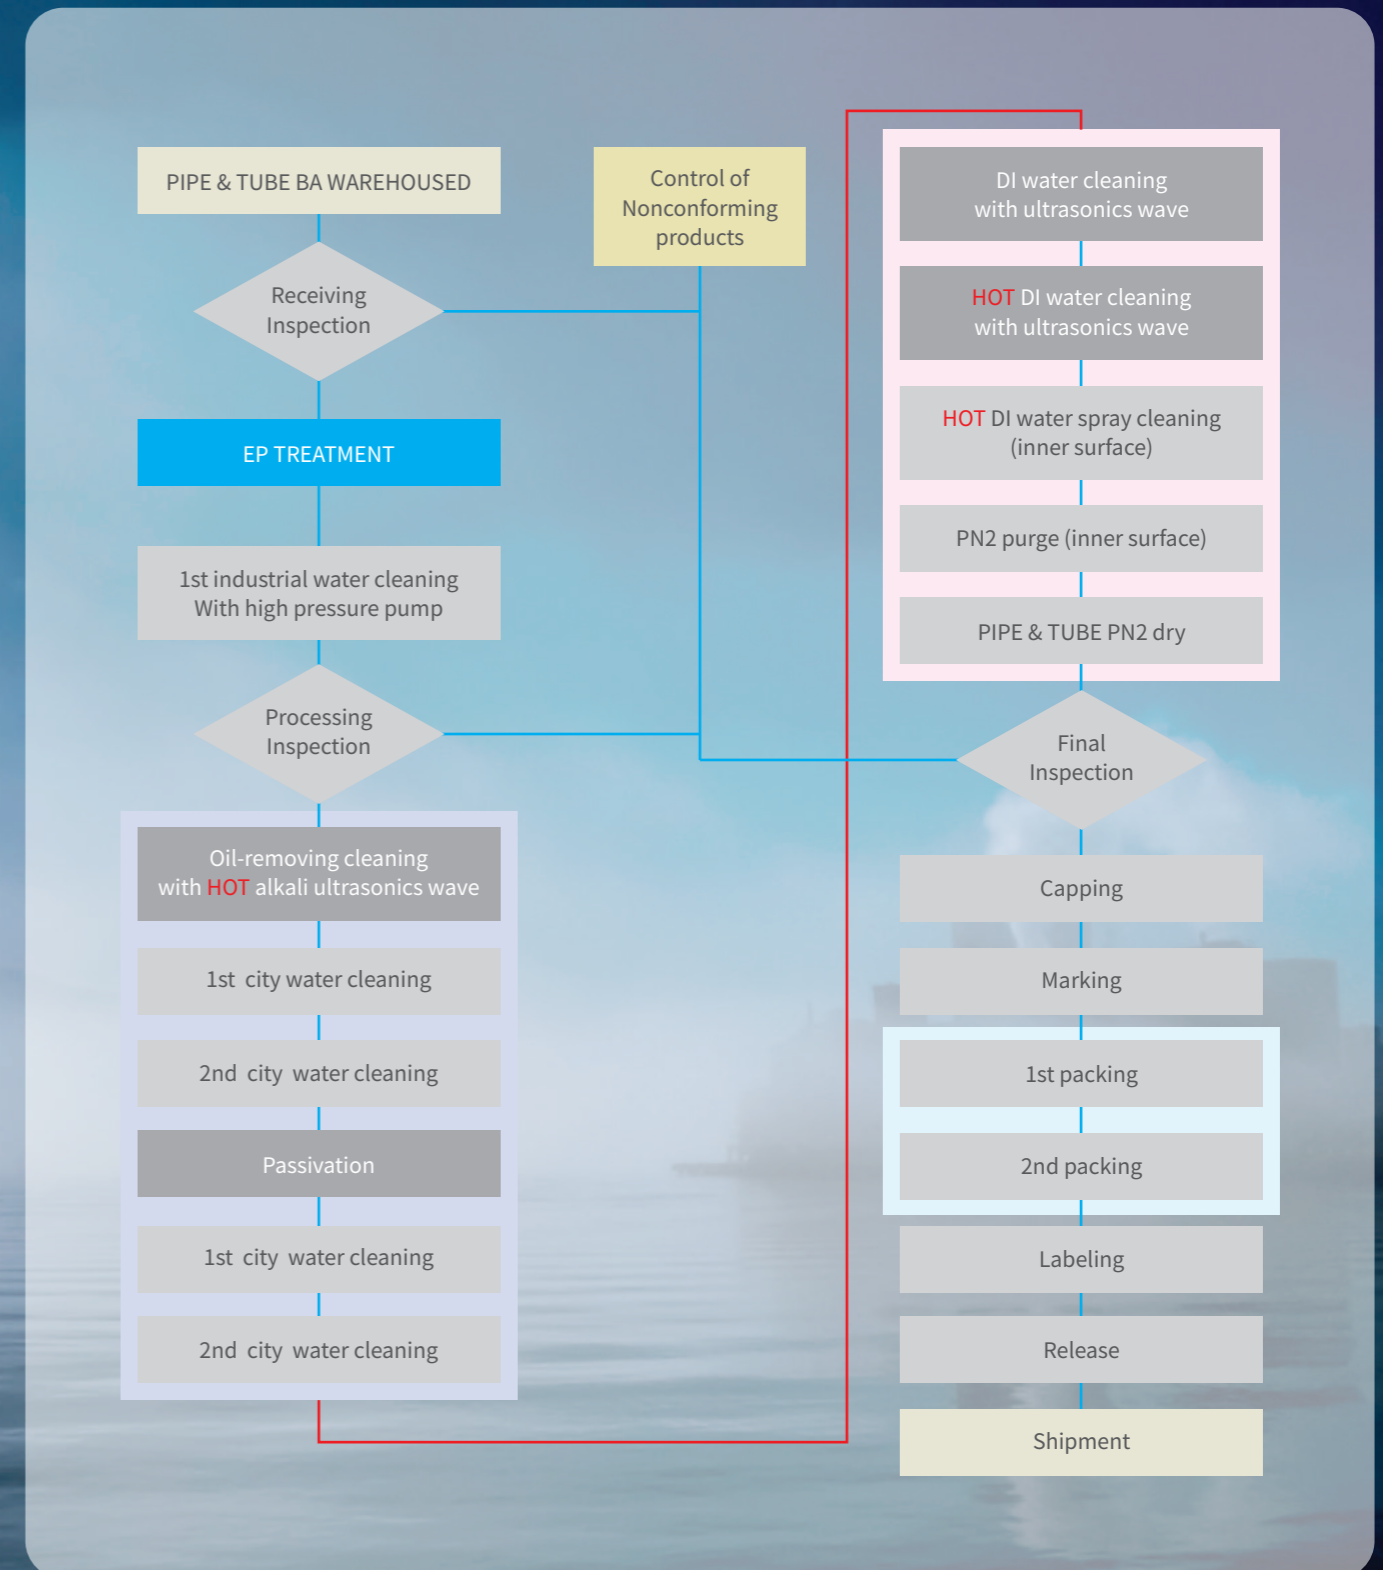 PIPE & TUBE BA WAREHOUSED
Receiving
Inspection
EP TREATMENT
1st industrial water cleaning
With high pressure pump
Processing
Inspection
Oil-removing cleaning
with HOT alkali ultrasonics wave
1st city water cleaning
2nd city water cleaning
Passivation
1st city water cleaning
2nd city water cleaning
Control of
Nonconforming
products
DI water cleaning
with ultrasonics wave
HOT DI water cleaning
with ultrasonics wave
HOT DI water spray cleaning
(inner surface)
PN2 purge (inner surface)
PIPE & TUBE PN2 dry
Final
Inspection
Capping
Marking
1st packing
2nd packing
Labeling
Release
Shipment